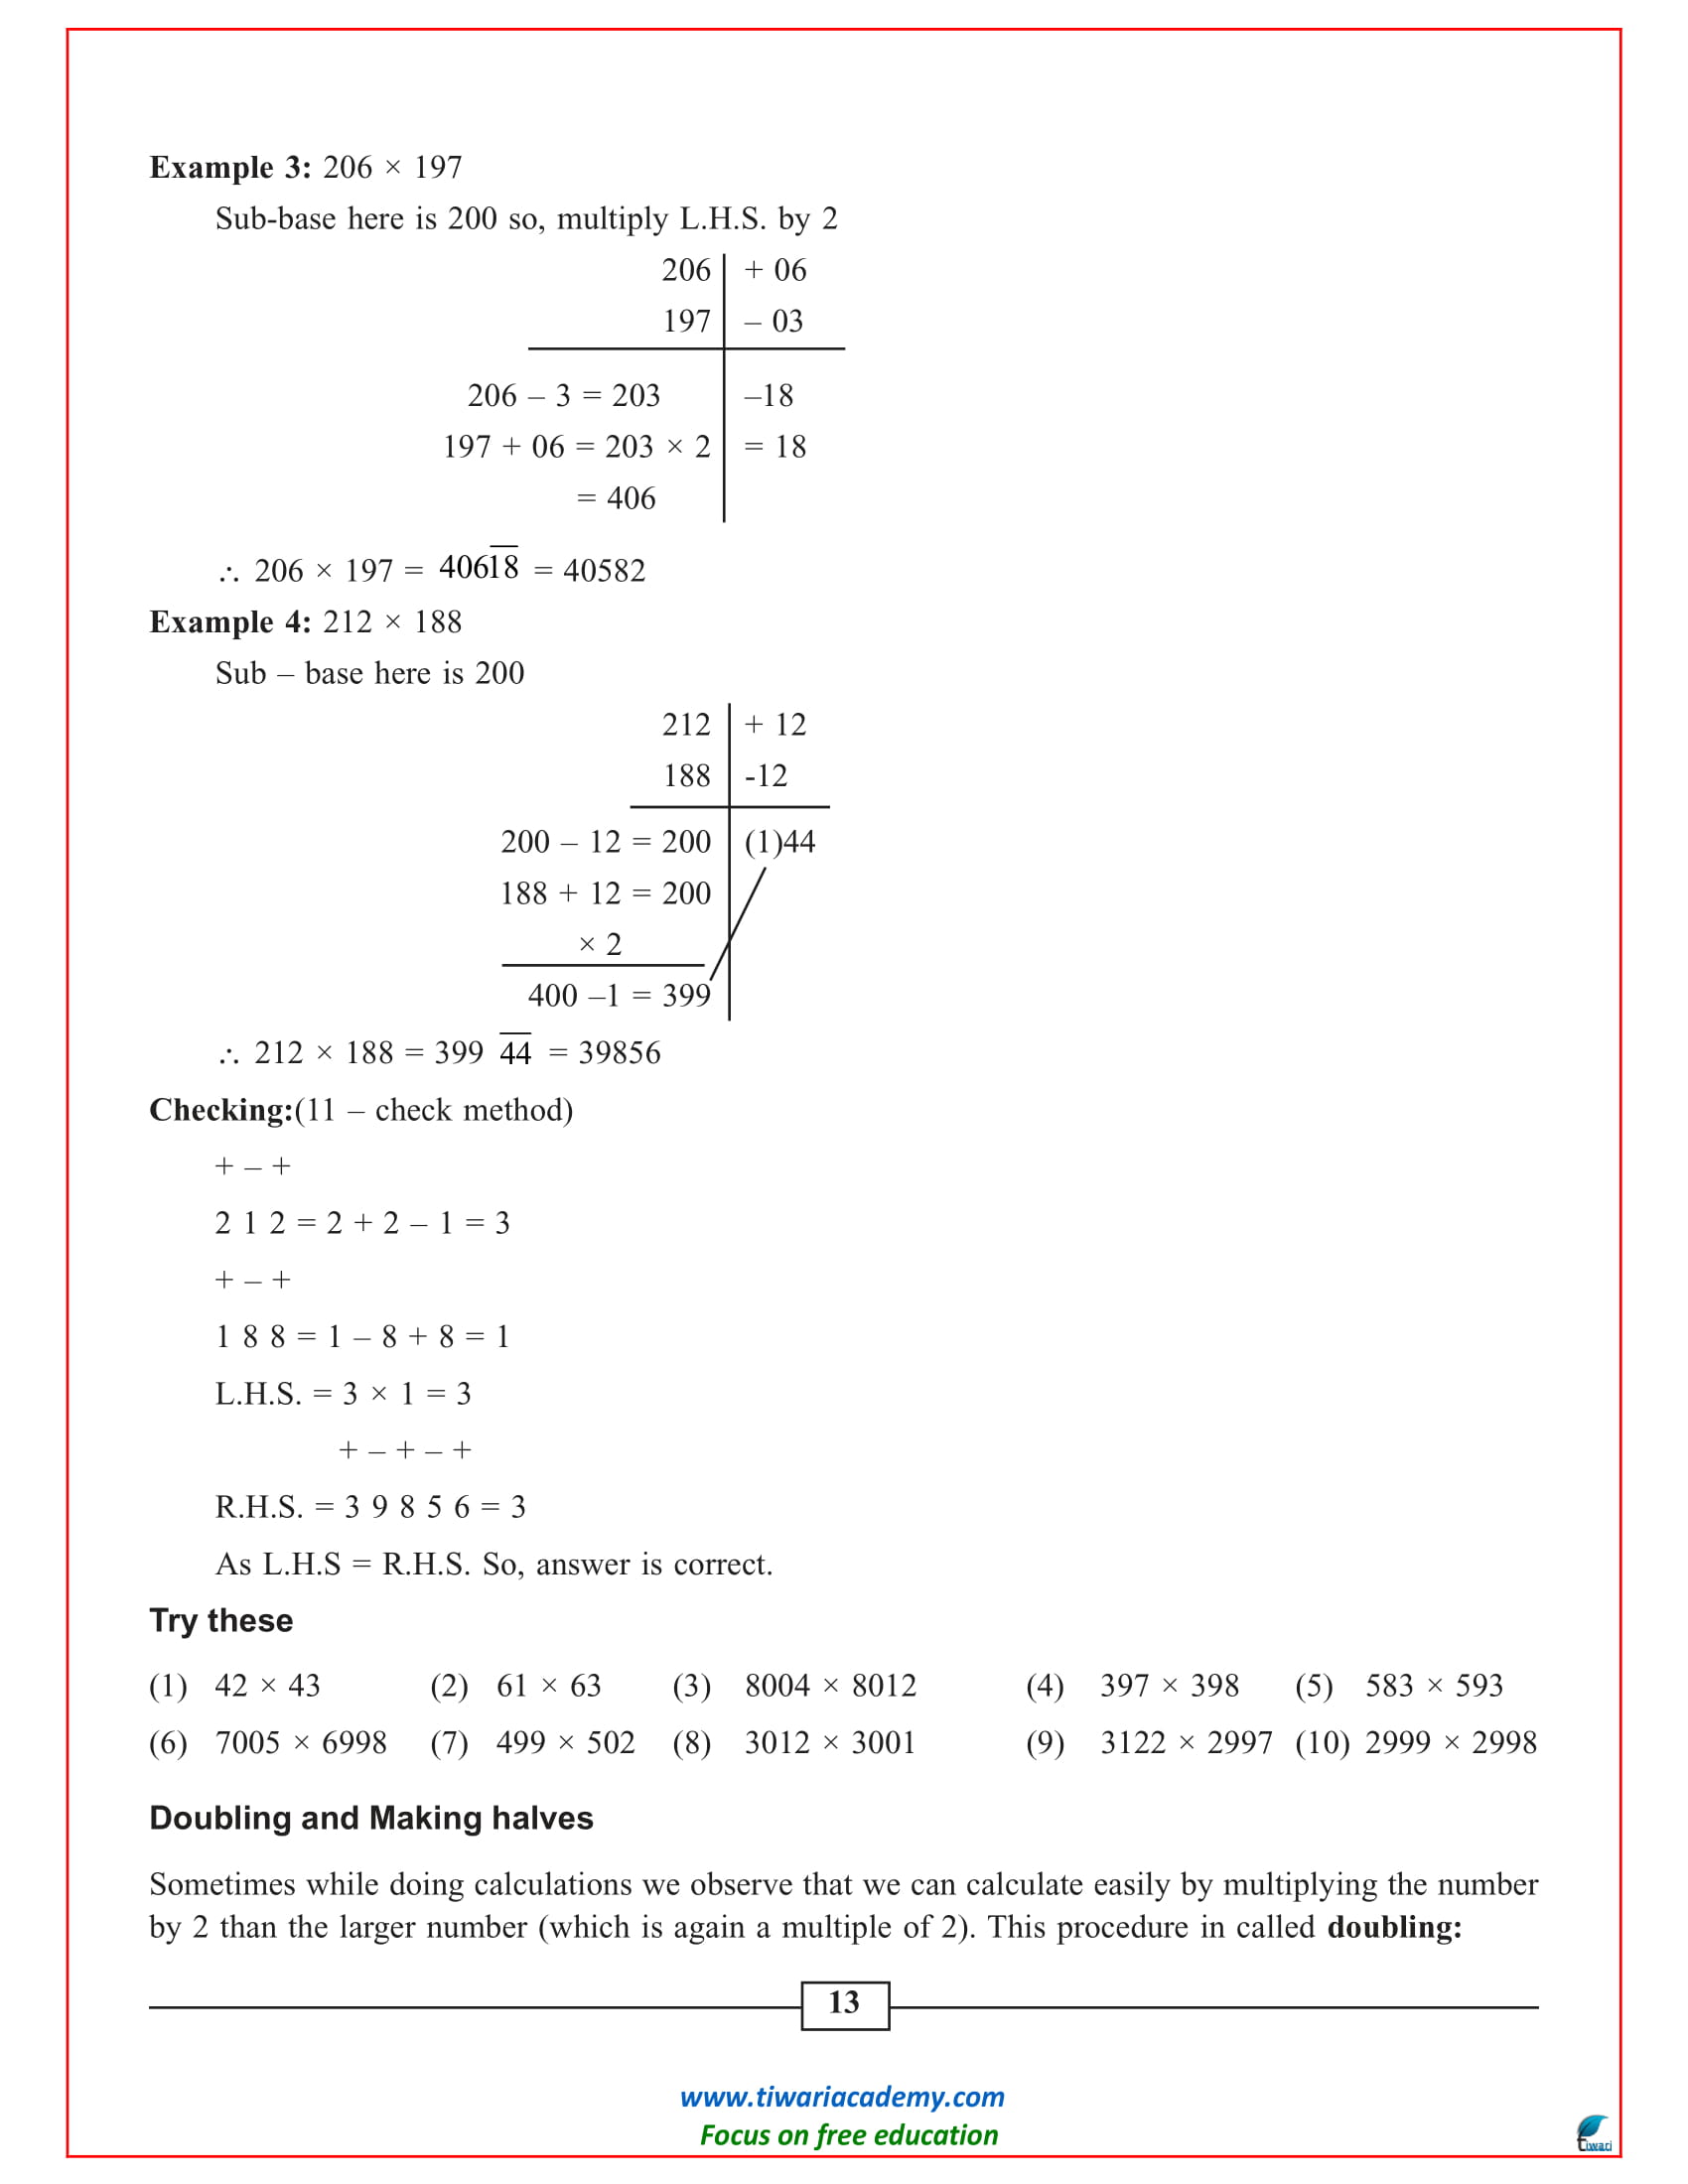 Example 3: 206 × 197
Sub-base here is 200 so, multiply L.H.S. by 2
206 + 06
197 – 03
206 – 3 = 203 –18
197 + 06 = 203 × 2 = 18
= 406
∴ 206 × 197 = 4061̅8̅ = 40582
Example 4: 212 × 188
Sub – base here is 200
212 + 12
188 -12
200 – 12 = 200 (1)44
188 + 12 = 200
× 2
400 –1 = 399
∴ 212 × 188 = 399 4̅4̅ = 39856
Checking:(11 – check method)
+ – +
2 1 2 = 2 + 2 – 1 = 3
+ – +
1 8 8 = 1 – 8 + 8 = 1
L.H.S. = 3 × 1 = 3
+ – + – +
R.H.S. = 3 9 8 5 6 = 3
As L.H.S = R.H.S. So, answer is correct.
Try these
(1) 42 × 43 (2) 61 × 63 (3) 8004 × 8012 (4) 397 × 398 (5) 583 × 593
(6) 7005 × 6998 (7) 499 × 502 (8) 3012 × 3001 (9) 3122 × 2997 (10) 2999 × 2998
Doubling and Making halves
Sometimes while doing calculations we observe that we can calculate easily by multiplying the number
by 2 than the larger number (which is again a multiple of 2). This procedure in called doubling:
13
www.tiwariacademy.com
Focus on free education
Tiwari